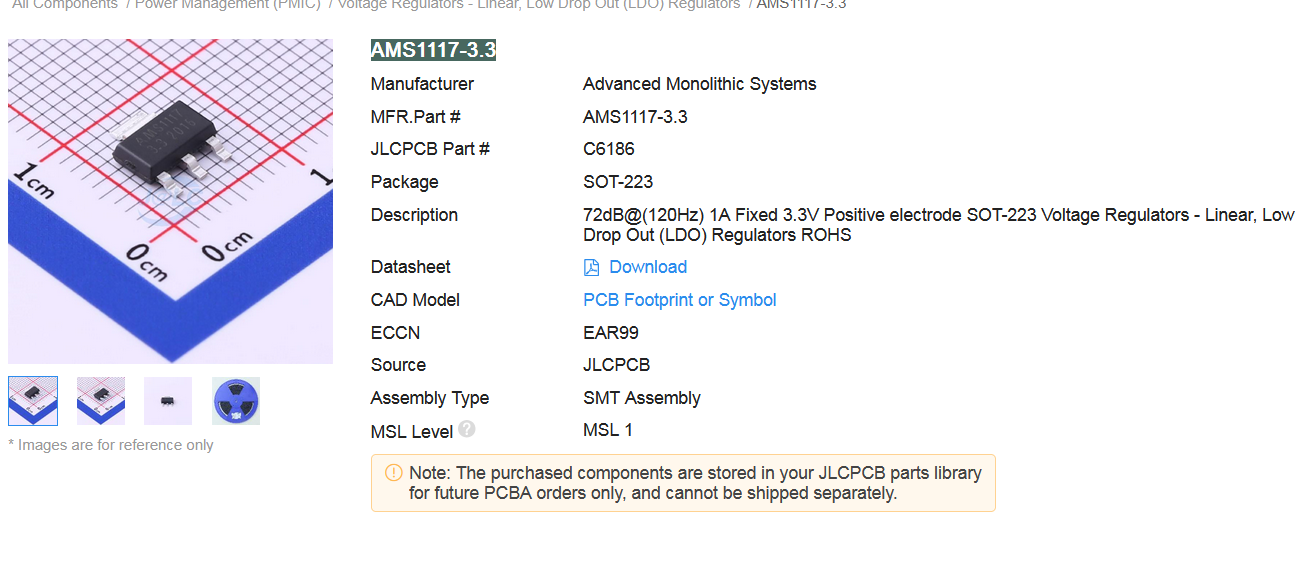 All Components / Power Management (PMIC) / Voltage Regulators - Linear, Low Drop Out (LDO) Regulators / AMS1117-3.3
AMS1117-3.3
Manufacturer Advanced Monolithic Systems
MFR.Part # AMS1117-3.3
JLCPCB Part # C6186
Package SOT-223
Description 72dB@(120Hz) 1A Fixed 3.3V Positive electrode SOT-223 Voltage Regulators - Linear, Low
Drop Out (LDO) Regulators ROHS
Datasheet Download
CAD Model PCB Footprint or Symbol
ECCN EAR99
Source JLCPCB
Assembly Type SMT Assembly
MSL Level ? MSL 1
! Note: The purchased components are stored in your JLCPCB parts library
for future PCBA orders only, and cannot be shipped separately.
AMS1117
3.3 2016
1cm
1
0cm
0cm
* Images are for reference only